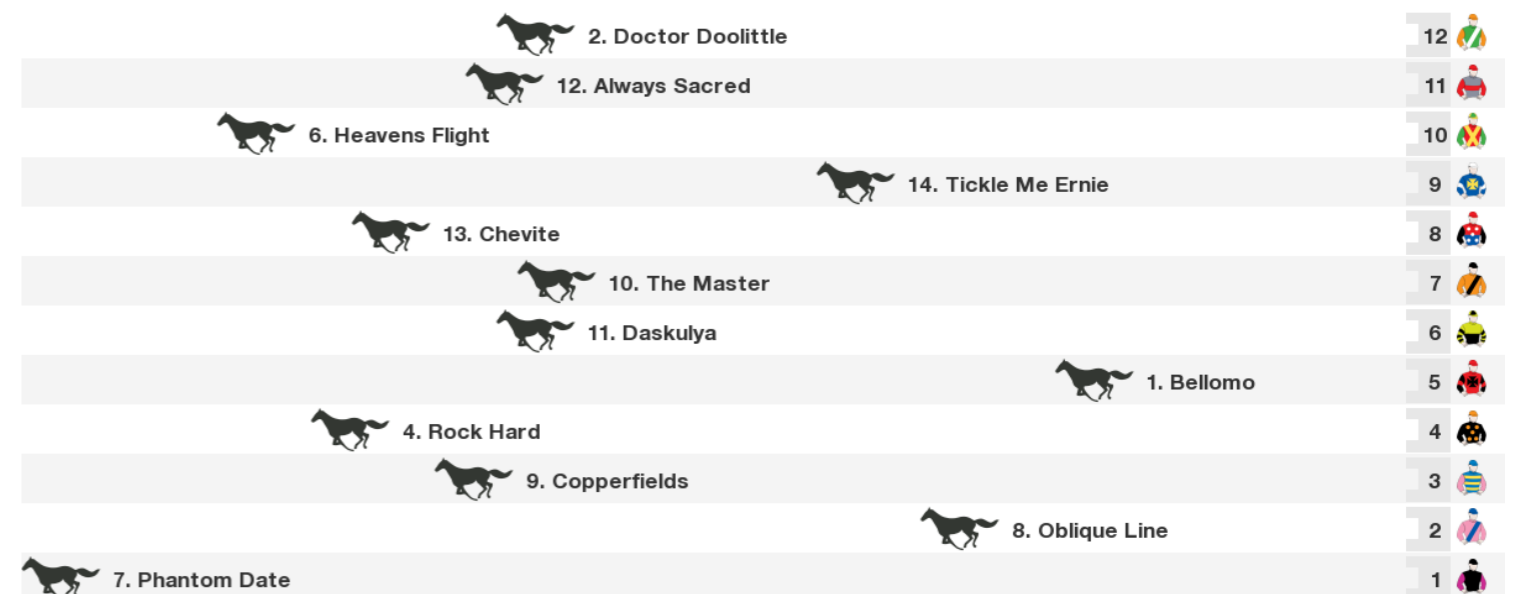 2. Doctor Doolittle 12
12. Always Sacred 11
6. Heavens Flight 10
14. Tickle Me Ernie 9
13. Chevite 8
10. The Master 7
11. Daskulya 6
1. Bellomo 5
4. Rock Hard 4
9. Copperfields 3
8. Oblique Line 2
7. Phantom Date 1